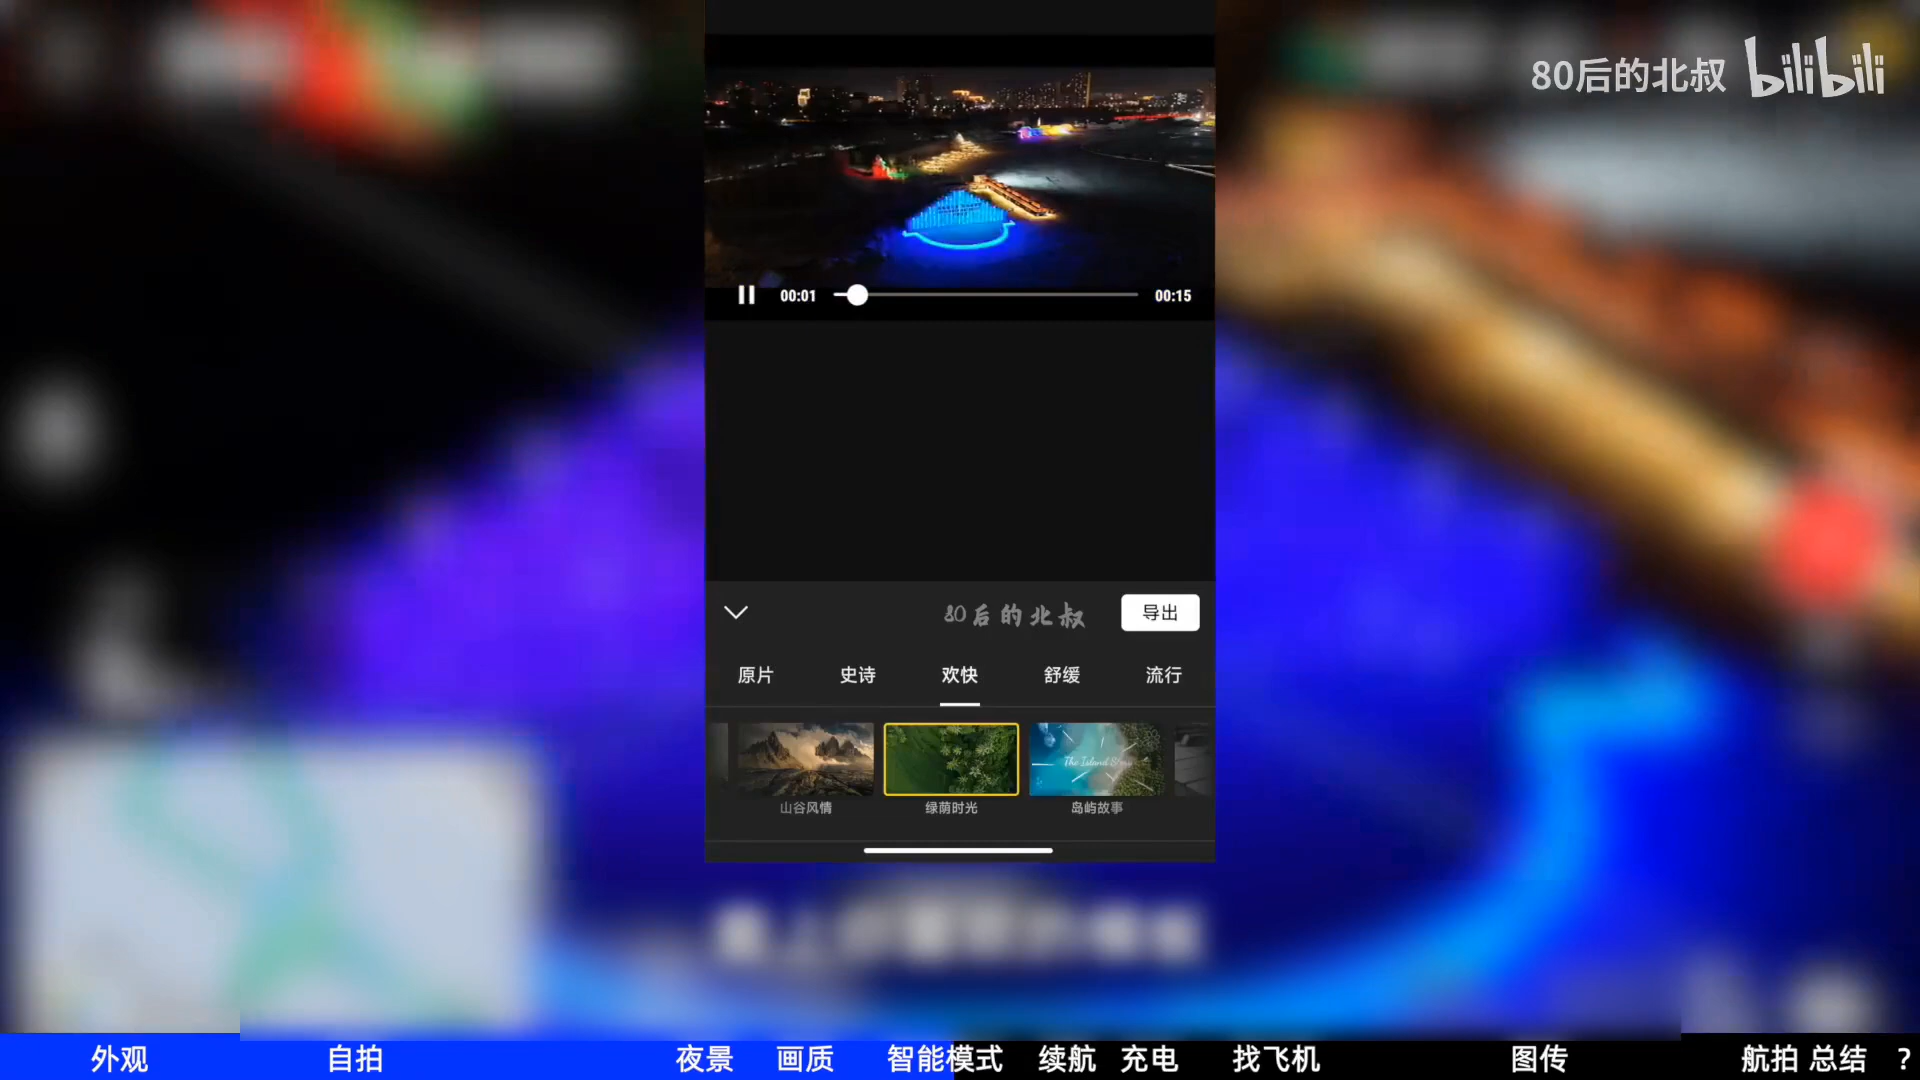 80后的北叔 bilibili
00:01 00:15
80后的北叔 导出
原片 史诗 欢快 舒缓 流行
The Island Story
山谷风情 绿荫时光 岛屿故事
外观 自拍 夜景 画质 智能模式 续航 充电 找飞机 图传 航拍 总结 ?